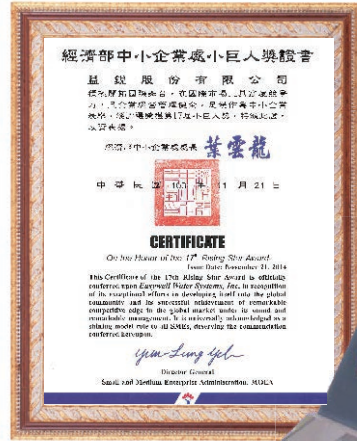 經濟部中小企業處小巨人獎證書
益銳股份有限公司
經濟部中小企業處處長 葉雲龍
中華民國 103 年 11 月 21 日
CERTIFICATE
On the Honor of the 17th Rising Star Award
Issue Date: November 21, 2014
This Certificate of the 17th Rising Star Award is officially
conferred upon Easywell Water Systems, Inc. in recognition
of its exceptional efforts in developing itself into the global
community and its successful achievement of remarkable
competitive edge in the global market under its sound and
remarkable management. It is universally acknowledged as a
shining model role to all SMEs, deserving the commendation
conferred hereupon.
Yun-Lung Yeh
Director General
Small and Medium Enterprise Administration, MOEA